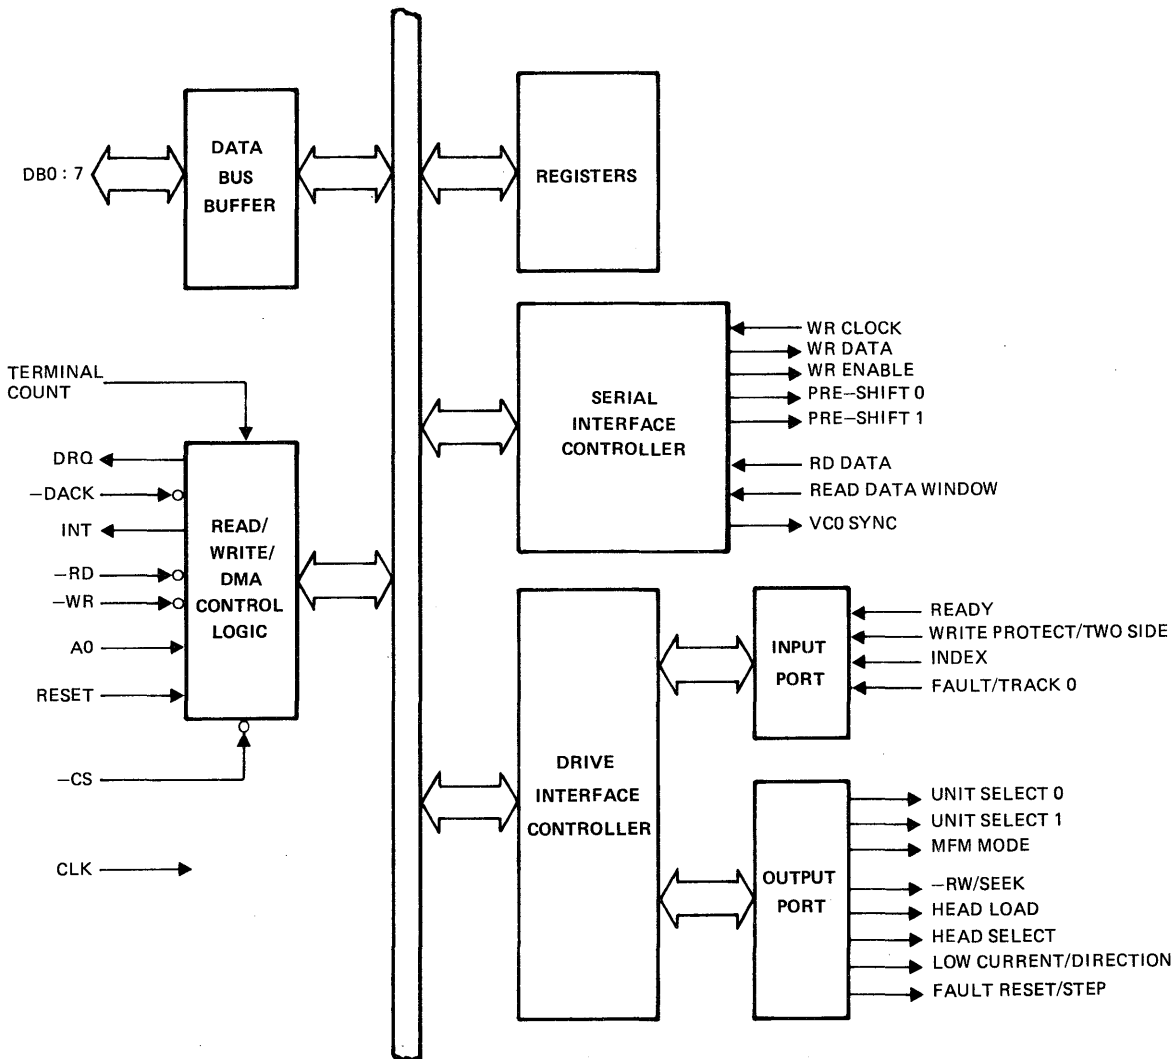 DB0 : 7
DATA
BUS
BUFFER
REGISTERS
TERMINAL
COUNT
DRQ
-DACK
INT
-RD
-WR
A0
RESET
-CS
CLK
READ/
WRITE/
DMA
CONTROL
LOGIC
SERIAL
INTERFACE
CONTROLLER
WR CLOCK
WR DATA
WR ENABLE
PRE-SHIFT 0
PRE-SHIFT 1
RD DATA
READ DATA WINDOW
VC0 SYNC
DRIVE
INTERFACE
CONTROLLER
INPUT
PORT
READY
WRITE PROTECT/TWO SIDE
INDEX
FAULT/TRACK 0
OUTPUT
PORT
UNIT SELECT 0
UNIT SELECT 1
MFM MODE
-RW/SEEK
HEAD LOAD
HEAD SELECT
LOW CURRENT/DIRECTION
FAULT RESET/STEP